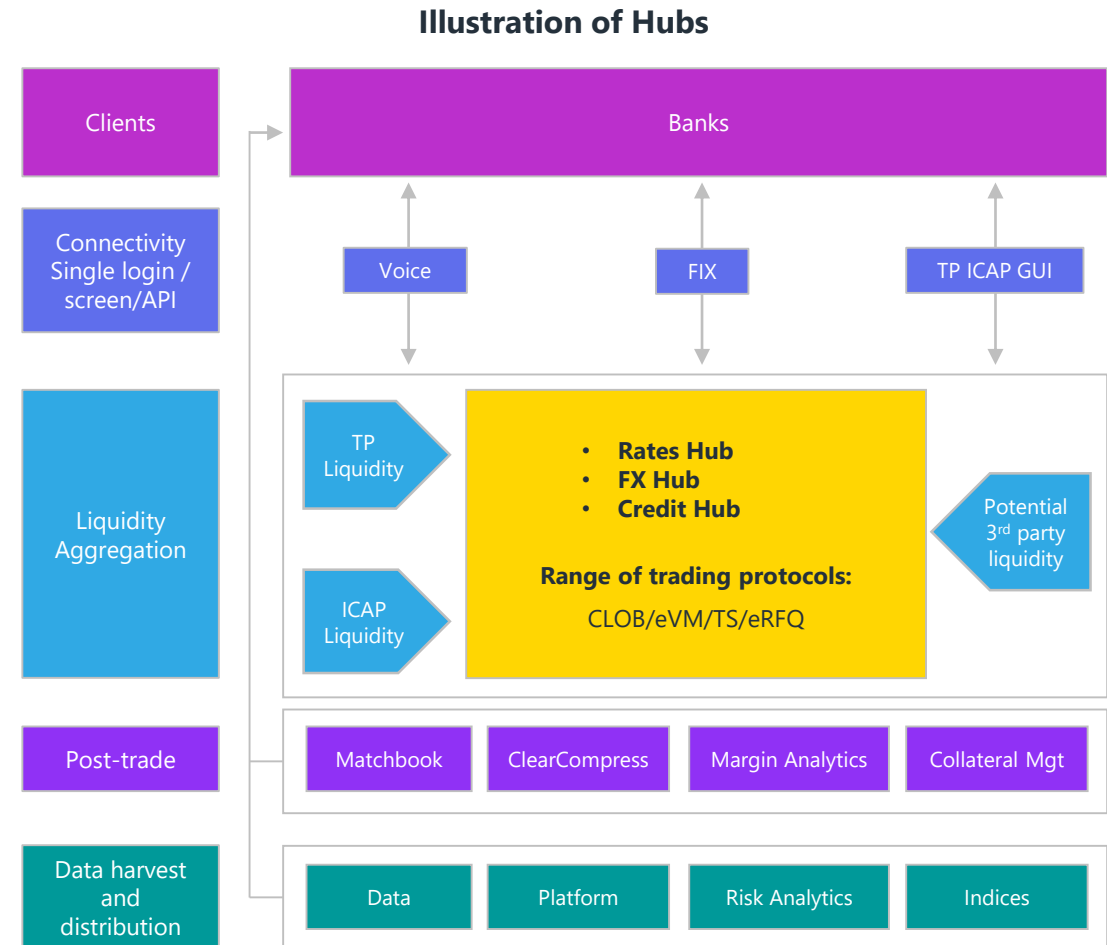 Illustration of Hubs
Clients
Banks
Connectivity
Single login /
screen/API
Voice
FIX
TP ICAP GUI
Liquidity
Aggregation
TP
Liquidity
ICAP
Liquidity
• Rates Hub
• FX Hub
• Credit Hub
Range of trading protocols:
CLOB/eVM/TS/eRFQ
Potential
3rd party
liquidity
Post-trade
Matchbook
ClearCompress
Margin Analytics
Collateral Mgt
Data harvest
and
distribution
Data
Platform
Risk Analytics
Indices